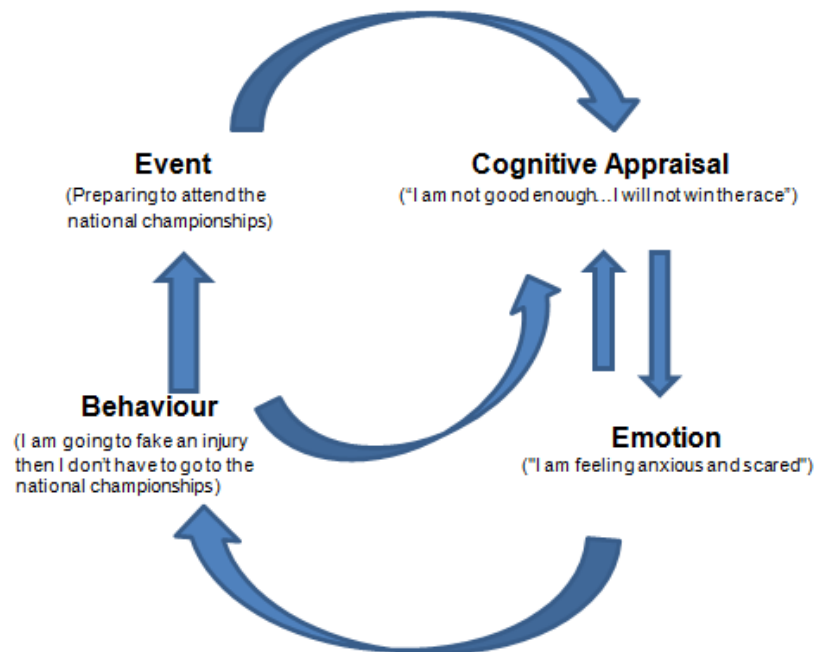 Event
(Preparing to attend the
national championships)
Cognitive Appraisal
(“I am not good enough...I will not win the race”)
Behaviour
(I am going to fake an injury
then I don't have to go to the
national championships)
Emotion
("I am feeling anxious and scared")